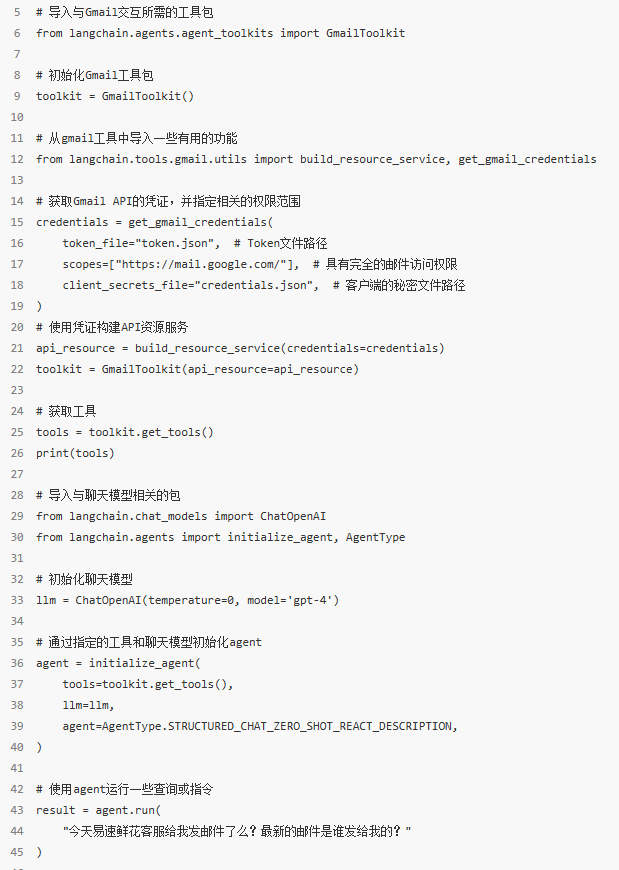 5 # 导入与Gmail交互所需的工具包
6 from langchain.agents.agent_toolkits import GmailToolkit
7
8 # 初始化Gmail工具包
9 toolkit = GmailToolkit()
10
11 # 从gmail工具中导入一些有用的功能
12 from langchain.tools.gmail.utils import build_resource_service, get_gmail_credentials
13
14 # 获取Gmail API的凭证，并指定相关的权限范围
15 credentials = get_gmail_credentials(
16     token_file="token.json",  # Token文件路径
17     scopes=["https://mail.google.com/"],  # 具有完全的邮件访问权限
18     client_secrets_file="credentials.json",  # 客户端的秘密文件路径
19 )
20 # 使用凭证构建API资源服务
21 api_resource = build_resource_service(credentials=credentials)
22 toolkit = GmailToolkit(api_resource=api_resource)
23
24 # 获取工具
25 tools = toolkit.get_tools()
26 print(tools)
27
28 # 导入与聊天模型相关的包
29 from langchain.chat_models import ChatOpenAI
30 from langchain.agents import initialize_agent, AgentType
31
32 # 初始化聊天模型
33 llm = ChatOpenAI(temperature=0, model='gpt-4')
34
35 # 通过指定的工具和聊天模型初始化agent
36 agent = initialize_agent(
37     tools=toolkit.get_tools(),
38     llm=llm,
39     agent=AgentType.STRUCTURED_CHAT_ZERO_SHOT_REACT_DESCRIPTION,
40 )
41
42 # 使用agent运行一些查询或指令
43 result = agent.run(
44     "今天易速鲜花客服给我发邮件了么？最新的邮件是谁发给我的？"
45 )